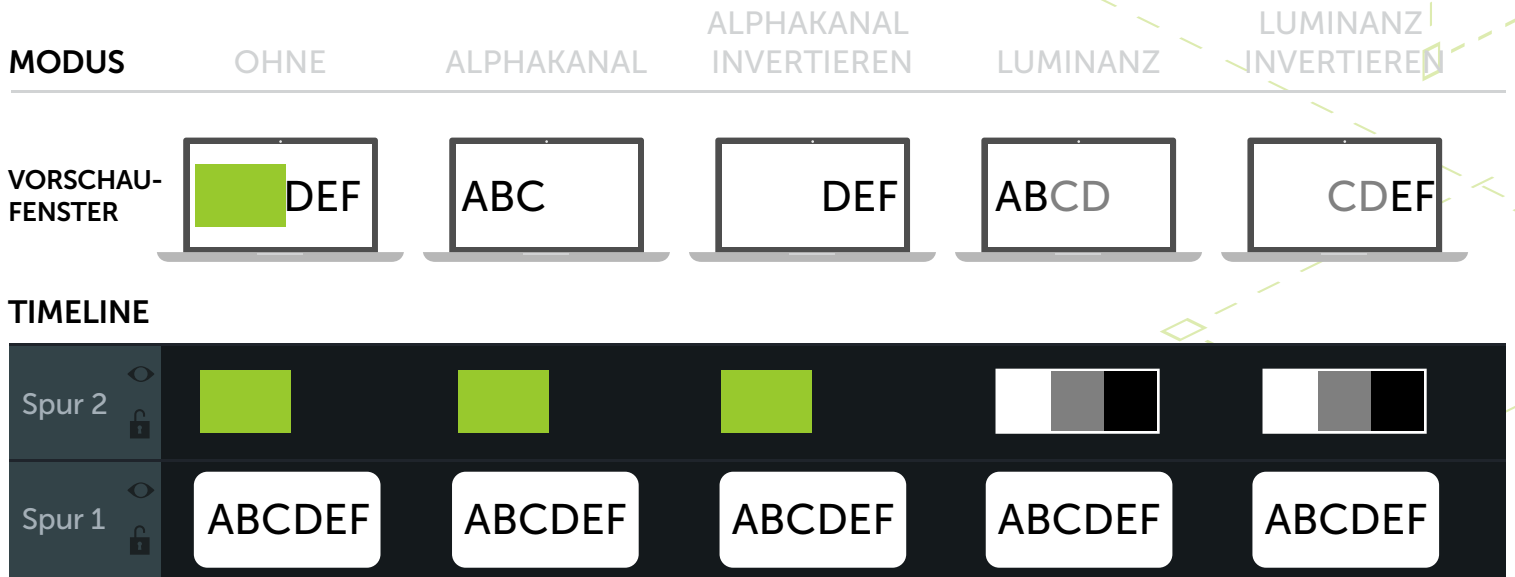 MODUS
OHNE
ALPHAKANAL
ALPHAKANAL
INVERTIEREN
LUMINANZ
LUMINANZ
INVERTIEREN
VORSCHAU-
FENSTER
DEF
ABC
DEF
ABCD
CDEF
TIMELINE
Spur 2
Spur 1
ABCDEF
ABCDEF
ABCDEF
ABCDEF
ABCDEF